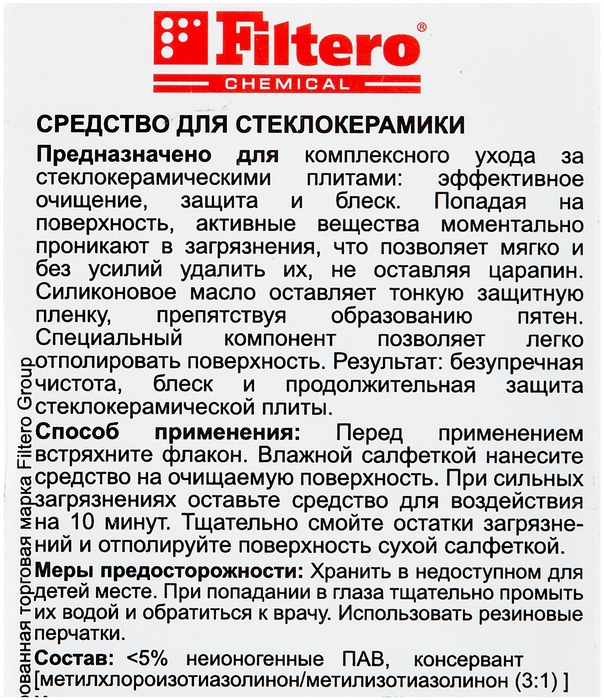 Filtero®
CHEMICAL
СРЕДСТВО ДЛЯ СТЕКЛОКЕРАМИКИ
Предназначено для комплексного ухода за
стеклокерамическими плитами: эффективное
очищение, защита и блеск. Попадая на
поверхность, активные вещества моментально
проникают в загрязнения, что позволяет мягко и
без усилий удалить их, не оставляя царапин.
Силиконовое масло оставляет тонкую защитную
пленку, препятствуя образованию пятен.
Специальный компонент позволяет легко
отполировать поверхность. Результат: безупречная
чистота, блеск и продолжительная защита
стеклокерамической плиты.
Способ применения: Перед применением
встряхните флакон. Влажной салфеткой нанесите
средство на очищаемую поверхность. При сильных
загрязнениях оставьте средство для воздействия
на 10 минут. Тщательно смойте остатки загрязне-
ний и отполируйте поверхность сухой салфеткой.
Меры предосторожности: Хранить в недоступном для
детей месте. При попадании в глаза тщательно промыть
их водой и обратиться к врачу. Использовать резиновые
перчатки.
Состав: <5% неионогенные ПАВ, консервант
[метилхлороизотиазолинон/метилизотиазолинон (3:1) ]
торговая марка Filtero Group